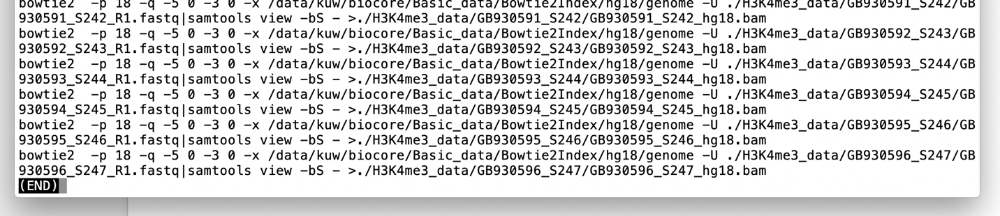 bowtie2  -p 18 -q -5 0 -3 0 -x /data/kuw/biocore/Basic_data/Bowtie2Index/hg18/genome -U ./H3K4me3_data/GB930591_S242/GB
930591_S242_R1.fastq|samtools view -bS - >./H3K4me3_data/GB930591_S242/GB930591_S242_hg18.bam
bowtie2  -p 18 -q -5 0 -3 0 -x /data/kuw/biocore/Basic_data/Bowtie2Index/hg18/genome -U ./H3K4me3_data/GB930592_S243/GB
930592_S243_R1.fastq|samtools view -bS - >./H3K4me3_data/GB930592_S243/GB930592_S243_hg18.bam
bowtie2  -p 18 -q -5 0 -3 0 -x /data/kuw/biocore/Basic_data/Bowtie2Index/hg18/genome -U ./H3K4me3_data/GB930593_S244/GB
930593_S244_R1.fastq|samtools view -bS - >./H3K4me3_data/GB930593_S244/GB930593_S244_hg18.bam
bowtie2  -p 18 -q -5 0 -3 0 -x /data/kuw/biocore/Basic_data/Bowtie2Index/hg18/genome -U ./H3K4me3_data/GB930594_S245/GB
930594_S245_R1.fastq|samtools view -bS - >./H3K4me3_data/GB930594_S245/GB930594_S245_hg18.bam
bowtie2  -p 18 -q -5 0 -3 0 -x /data/kuw/biocore/Basic_data/Bowtie2Index/hg18/genome -U ./H3K4me3_data/GB930595_S246/GB
930595_S246_R1.fastq|samtools view -bS - >./H3K4me3_data/GB930595_S246/GB930595_S246_hg18.bam
bowtie2  -p 18 -q -5 0 -3 0 -x /data/kuw/biocore/Basic_data/Bowtie2Index/hg18/genome -U ./H3K4me3_data/GB930596_S247/GB
930596_S247_R1.fastq|samtools view -bS - >./H3K4me3_data/GB930596_S247/GB930596_S247_hg18.bam
(END)